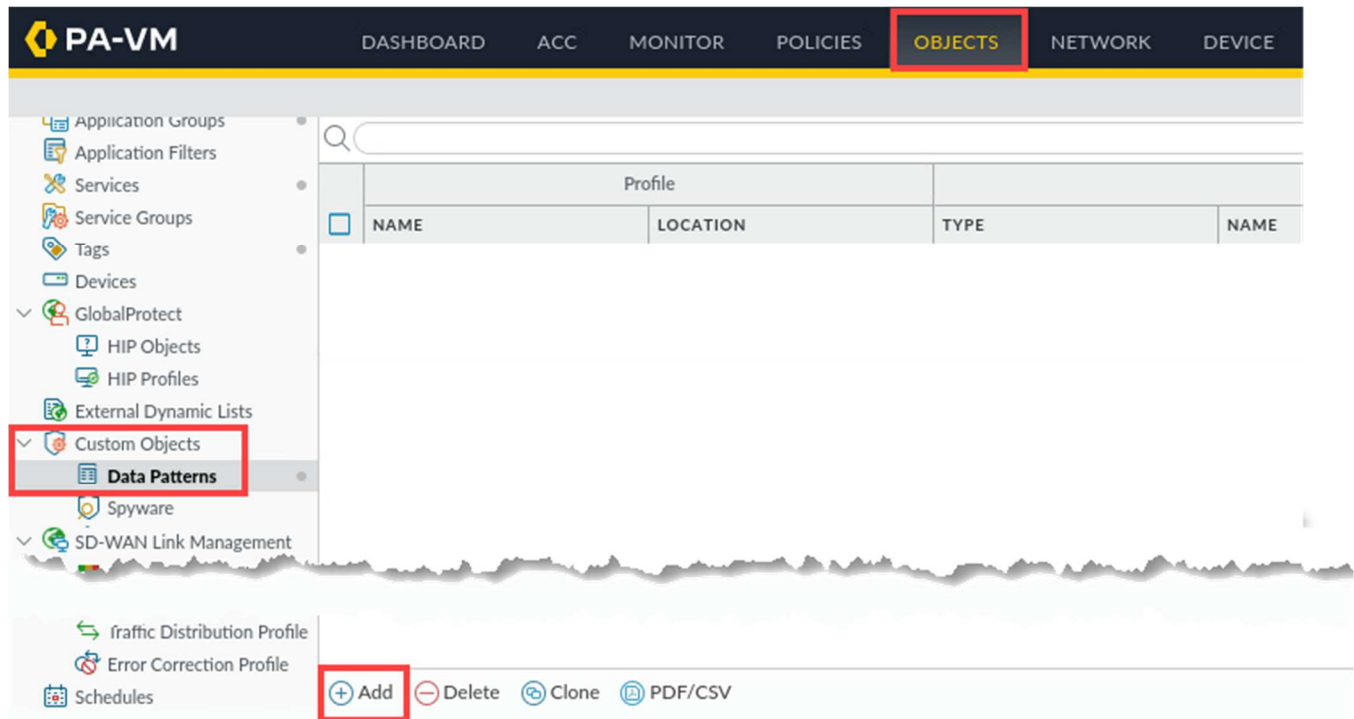 PA-VM
DASHBOARD ACC MONITOR POLICIES OBJECTS NETWORK DEVICE
Application Groups
Application Filters
Services
Service Groups
Tags
Devices
GlobalProtect
HIP Objects
HIP Profiles
External Dynamic Lists
Custom Objects
Data Patterns
Spyware
SD-WAN Link Management
Traffic Distribution Profile
Error Correction Profile
Schedules
Profile
NAME LOCATION TYPE NAME
Add Delete Clone PDF/CSV